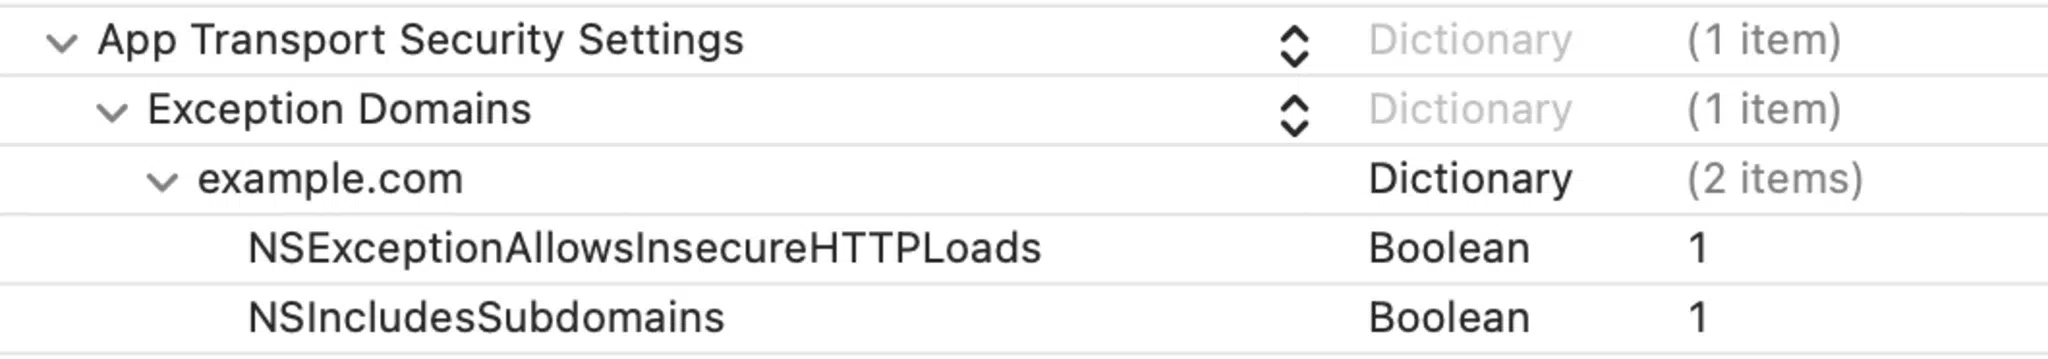 App Transport Security Settings Dictionary (1 item)
Exception Domains Dictionary (1 item)
example.com Dictionary (2 items)
NSExceptionAllowsInsecureHTTPLoads Boolean 1
NSIncludesSubdomains Boolean 1